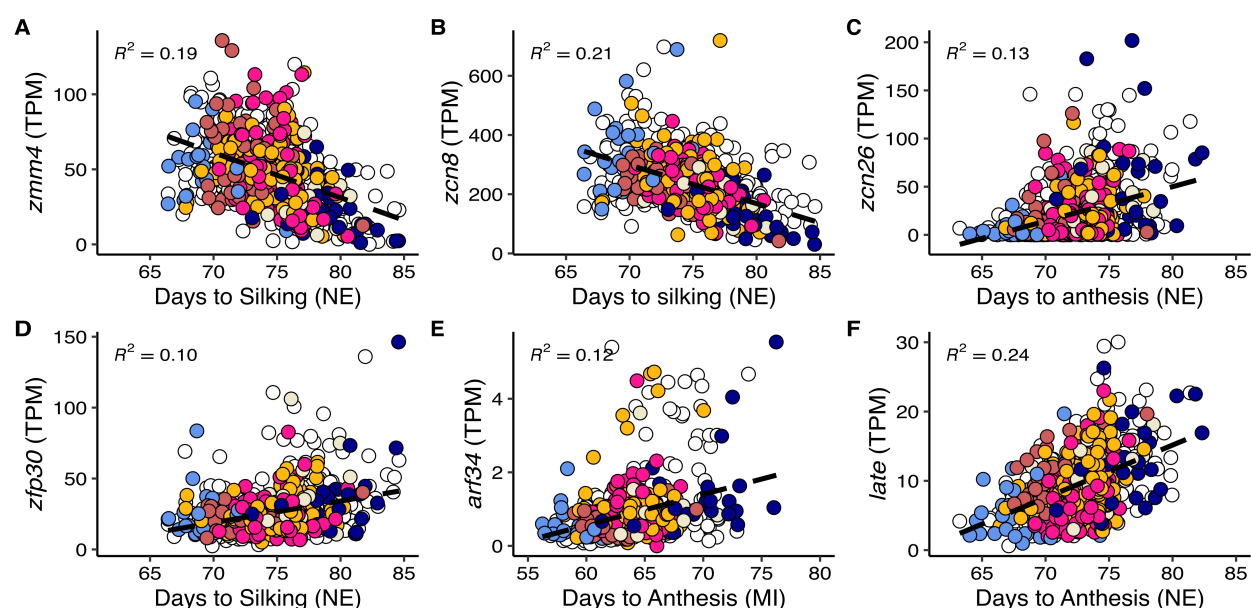 A
R² = 0.19
zmm4 (TPM)
100
50
0
65 70 75 80 85
Days to Silking (NE)
B
R² = 0.21
zcn8 (TPM)
600
400
200
0
65 70 75 80 85
Days to silking (NE)
C
R² = 0.13
zcn26 (TPM)
200
150
100
50
0
65 70 75 80 85
Days to anthesis (NE)
D
R² = 0.10
zfp30 (TPM)
150
100
50
0
65 70 75 80 85
Days to Silking (NE)
E
R² = 0.12
arf34 (TPM)
4
2
0
55 60 65 70 75 80
Days to Anthesis (MI)
F
R² = 0.24
late (TPM)
30
20
10
0
65 70 75 80 85
Days to Anthesis (NE)